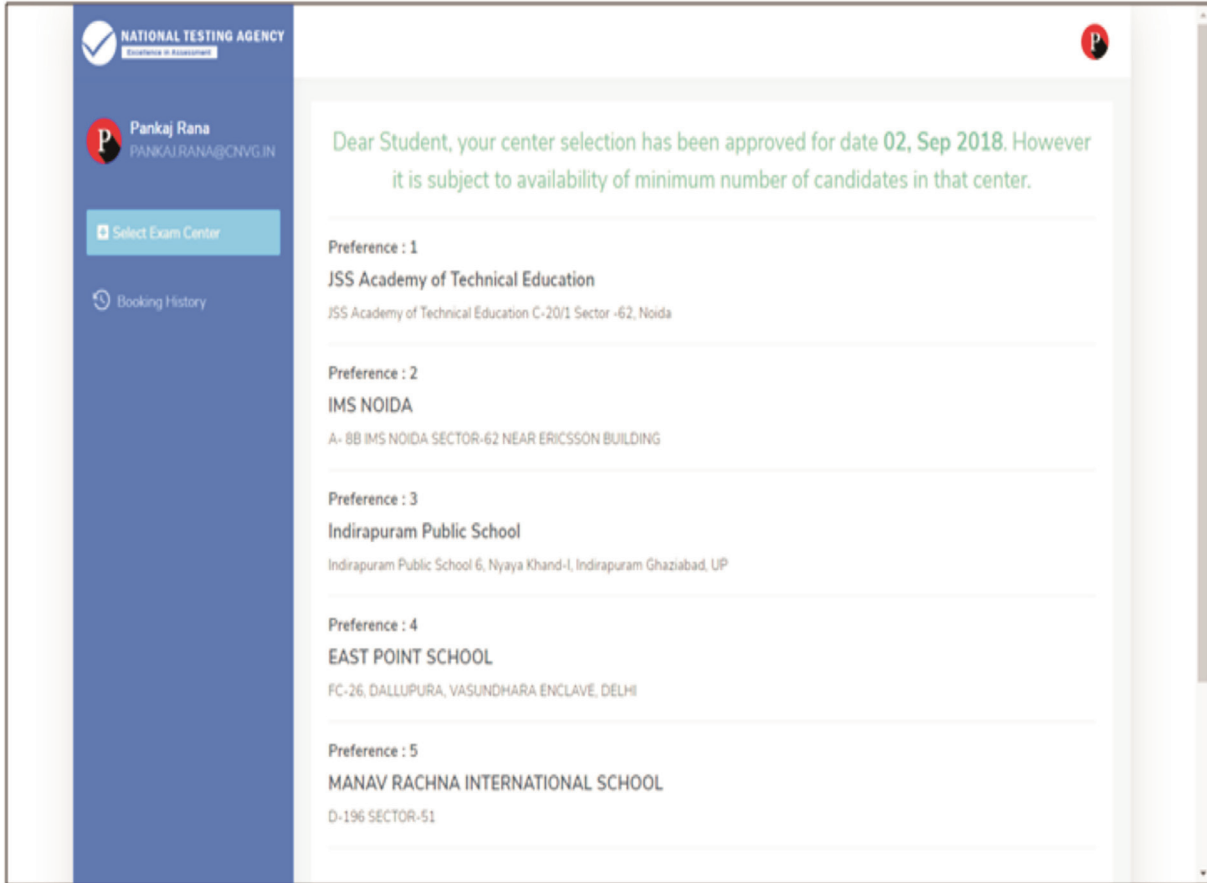 NATIONAL TESTING AGENCY
Excellence in Assessment
P
P
Pankaj Rana
PANKAJ.RANA@CNVG.IN
Select Exam Center
Booking History
Dear Student, your center selection has been approved for date 02, Sep 2018. However
it is subject to availability of minimum number of candidates in that center.
Preference : 1
JSS Academy of Technical Education
JSS Academy of Technical Education C-20/1 Sector -62, Noida
Preference : 2
IMS NOIDA
A- 8B IMS NOIDA SECTOR-62 NEAR ERICSSON BUILDING
Preference : 3
Indirapuram Public School
Indirapuram Public School 6, Nyaya Khand-I, Indirapuram Ghaziabad, UP
Preference : 4
EAST POINT SCHOOL
FC-26, DALLUPURA, VASUNDHARA ENCLAVE, DELHI
Preference : 5
MANAV RACHNA INTERNATIONAL SCHOOL
D-196 SECTOR-51